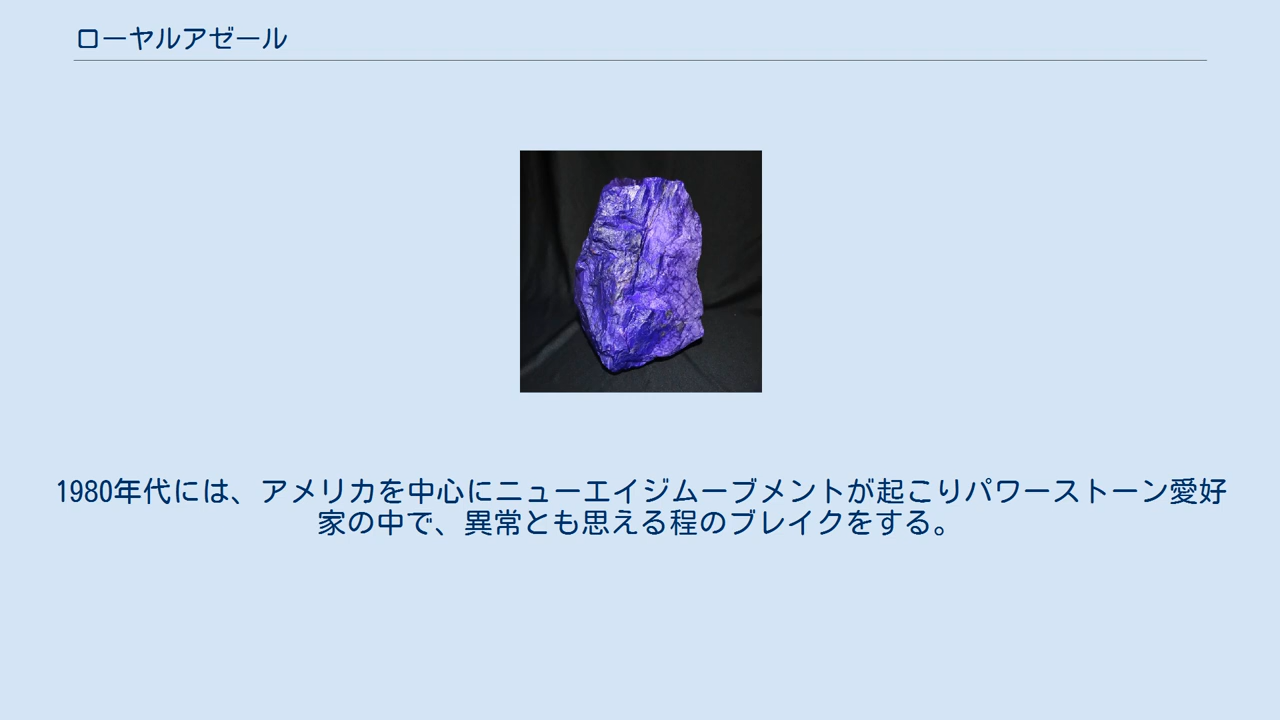 ローヤルアゼール
1980年代には、アメリカを中心にニューエイジムーブメントが起こりパワーストーン愛好
家の中で、異常とも思える程のブレイクをする。